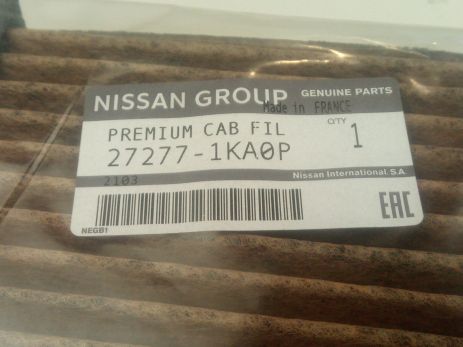 NISSAN GROUP GENUINE PARTS
Made in FRANCE
PREMIUM CAB FIL QTY
27277-1KA0P 1
2103 Nissan International S.A
EAC
NEGB1